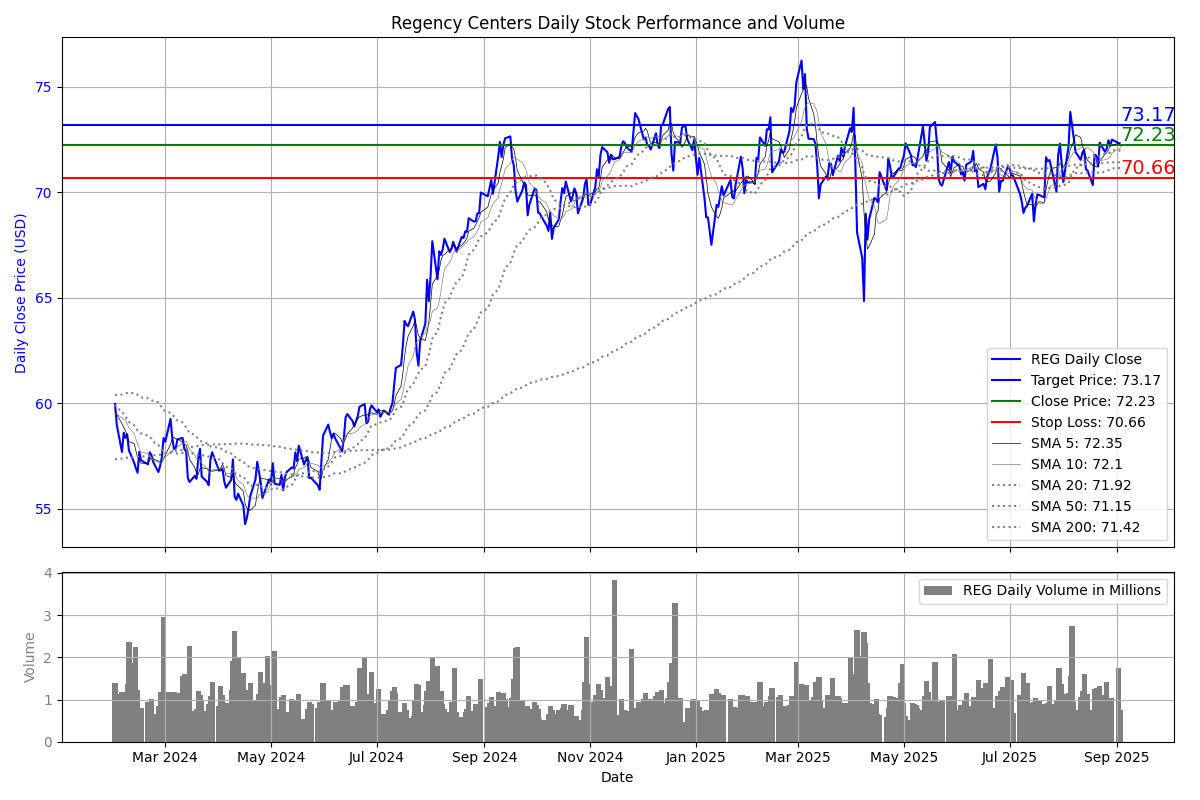 Regency Centers Daily Stock Performance and Volume
Daily Close Price (USD)
75
70
65
60
55
73.17
72.23
70.66
REG Daily Close
Target Price: 73.17
Close Price: 72.23
Stop Loss: 70.66
SMA 5: 72.35
SMA 10: 72.1
SMA 20: 71.92
SMA 50: 71.15
SMA 200: 71.42
Volume
4
3
2
1
0
REG Daily Volume in Millions
Mar 2024 May 2024 Jul 2024 Sep 2024 Nov 2024 Jan 2025 Mar 2025 May 2025 Jul 2025 Sep 2025
Date